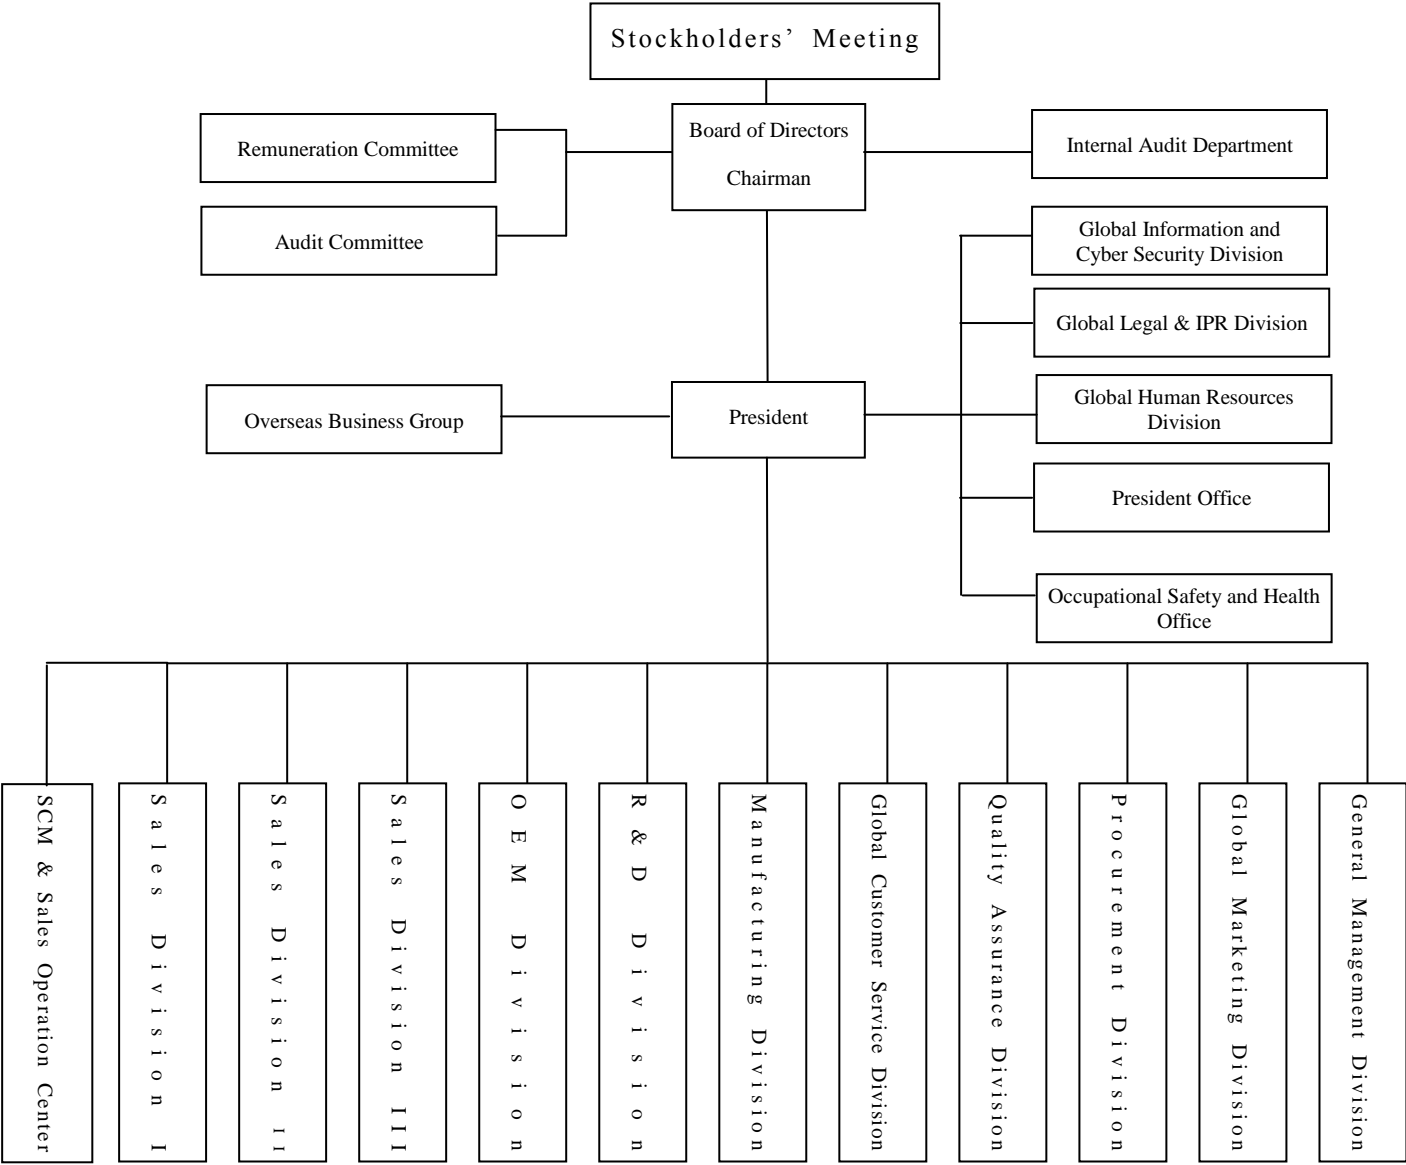 Stockholders’ Meeting
Board of Directors
Chairman
Remuneration Committee
Audit Committee
Internal Audit Department
Global Information and
Cyber Security Division
Global Legal & IPR Division
Global Human Resources
Division
President Office
Occupational Safety and Health
Office
Overseas Business Group
President
SCM & Sales Operation Center
Sales Division I
Sales Division II
Sales Division III
OEM Division
R&D Division
Manufacturing Division
Global Customer Service Division
Quality Assurance Division
Procurement Division
Global Marketing Division
General Management Division